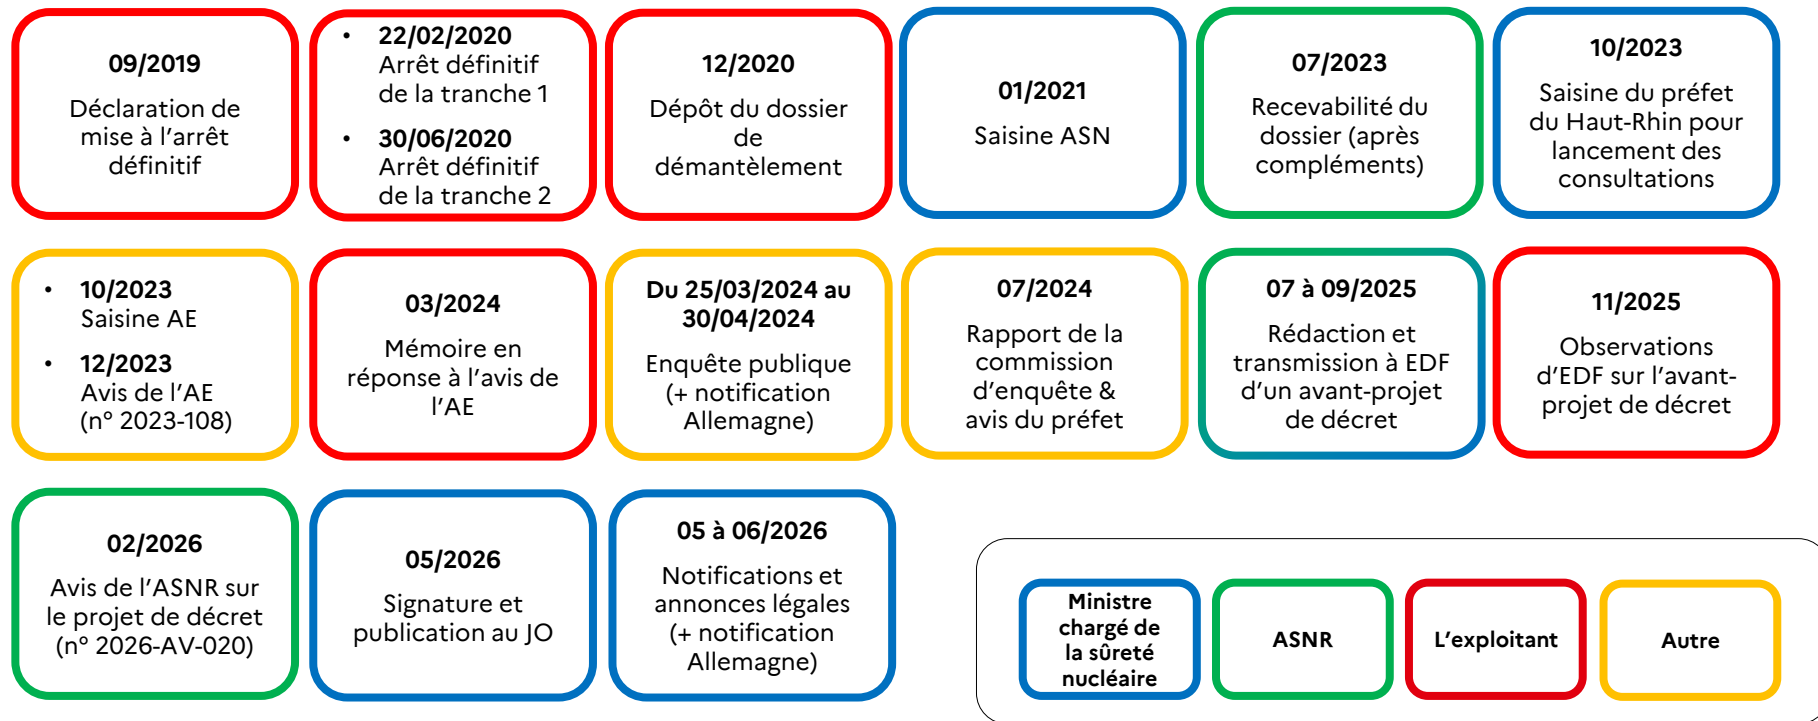 09/2019
Déclaration de
mise à l'arrêt
définitif
• 22/02/2020
Arrêt définitif
de la tranche 1
• 30/06/2020
Arrêt définitif
de la tranche 2
12/2020
Dépôt du dossier
de
démantèlement
01/2021
Saisine ASN
07/2023
Recevabilité du
dossier (après
compléments)
10/2023
Saisine du préfet
du Haut-Rhin pour
lancement des
consultations
• 10/2023
Saisine AE
• 12/2023
Avis de l'AE
(n° 2023-108)
03/2024
Mémoire en
réponse à l'avis de
l'AE
Du 25/03/2024 au
30/04/2024
Enquête publique
(+ notification
Allemagne)
07/2024
Rapport de la
commission
d'enquête &
avis du préfet
07 à 09/2025
Rédaction et
transmission à EDF
d'un avant-projet
de décret
11/2025
Observations
d'EDF sur l'avant-
projet de décret
02/2026
Avis de l'ASNR sur
le projet de décret
(n° 2026-AV-020)
05/2026
Signature et
publication au JO
05 à 06/2026
Notifications et
annonces légales
(+ notification
Allemagne)
Ministre
chargé de
la sûreté
nucléaire
ASNR
L'exploitant
Autre